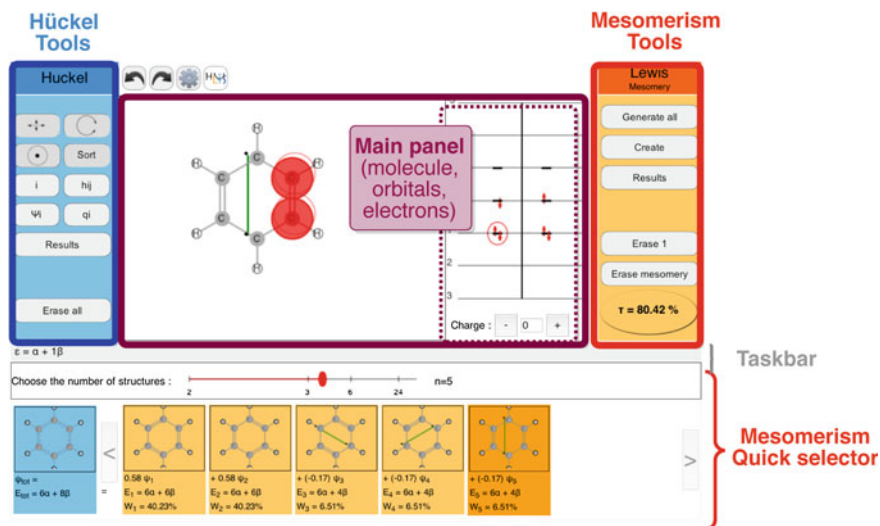 Hückel
Tools
Mesomerism
Tools
Huckel
Sort
i
hij
Ψi
qi
Results
Erase all
H
H
H
H
H
C
C
C
C
Main panel
(molecule,
orbitals,
electrons)
2
3
Charge :
-
0
+
Lewis
Mesomery
Generate all
Create
Results
Erase 1
Erase mesomery
τ = 80.42 %
ε = α + 1β
Taskbar
Choose the number of structures :
2
3
6
24
n=5
Ψtot =
Etot = 6α + 8β
<
=
0.58 ψ1
E1 = 6α + 6β
W1 = 40.23%
+ 0.58 ψ2
E2 = 6α + 6β
W2 = 40.23%
+ (-0.17) ψ3
E3 = 6α + 4β
W3 = 6.51%
+ (-0.17) ψ4
E4 = 6α + 4β
W4 = 6.51%
+ (-0.17) ψ5
E5 = 6α + 4β
W5 = 6.51%
>
Mesomerism
Quick selector